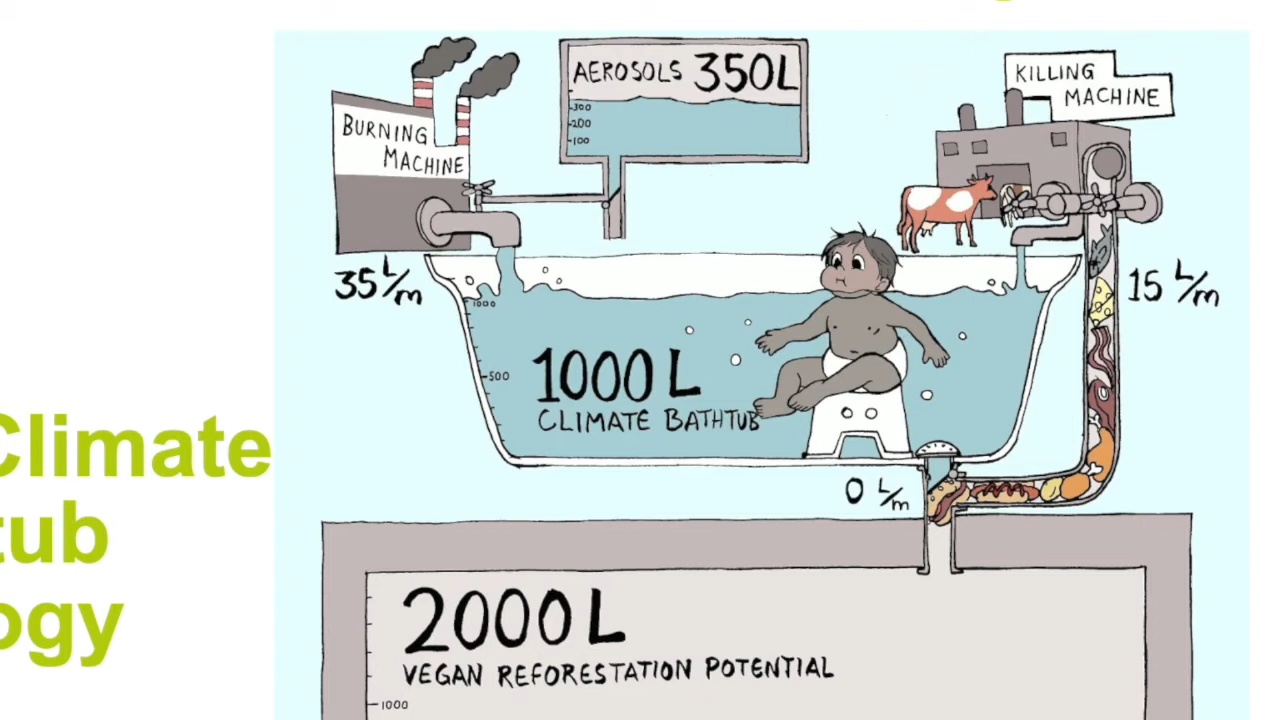 AEROSOLS 350L
300
200
100
BURNING
MACHINE
KILLING
MACHINE
35 L/m
15 L/m
1000
500
1000 L
CLIMATE BATHTUB
0 L/m
Climate
tub
ogy
2000 L
VEGAN REFORESTATION POTENTIAL
1000